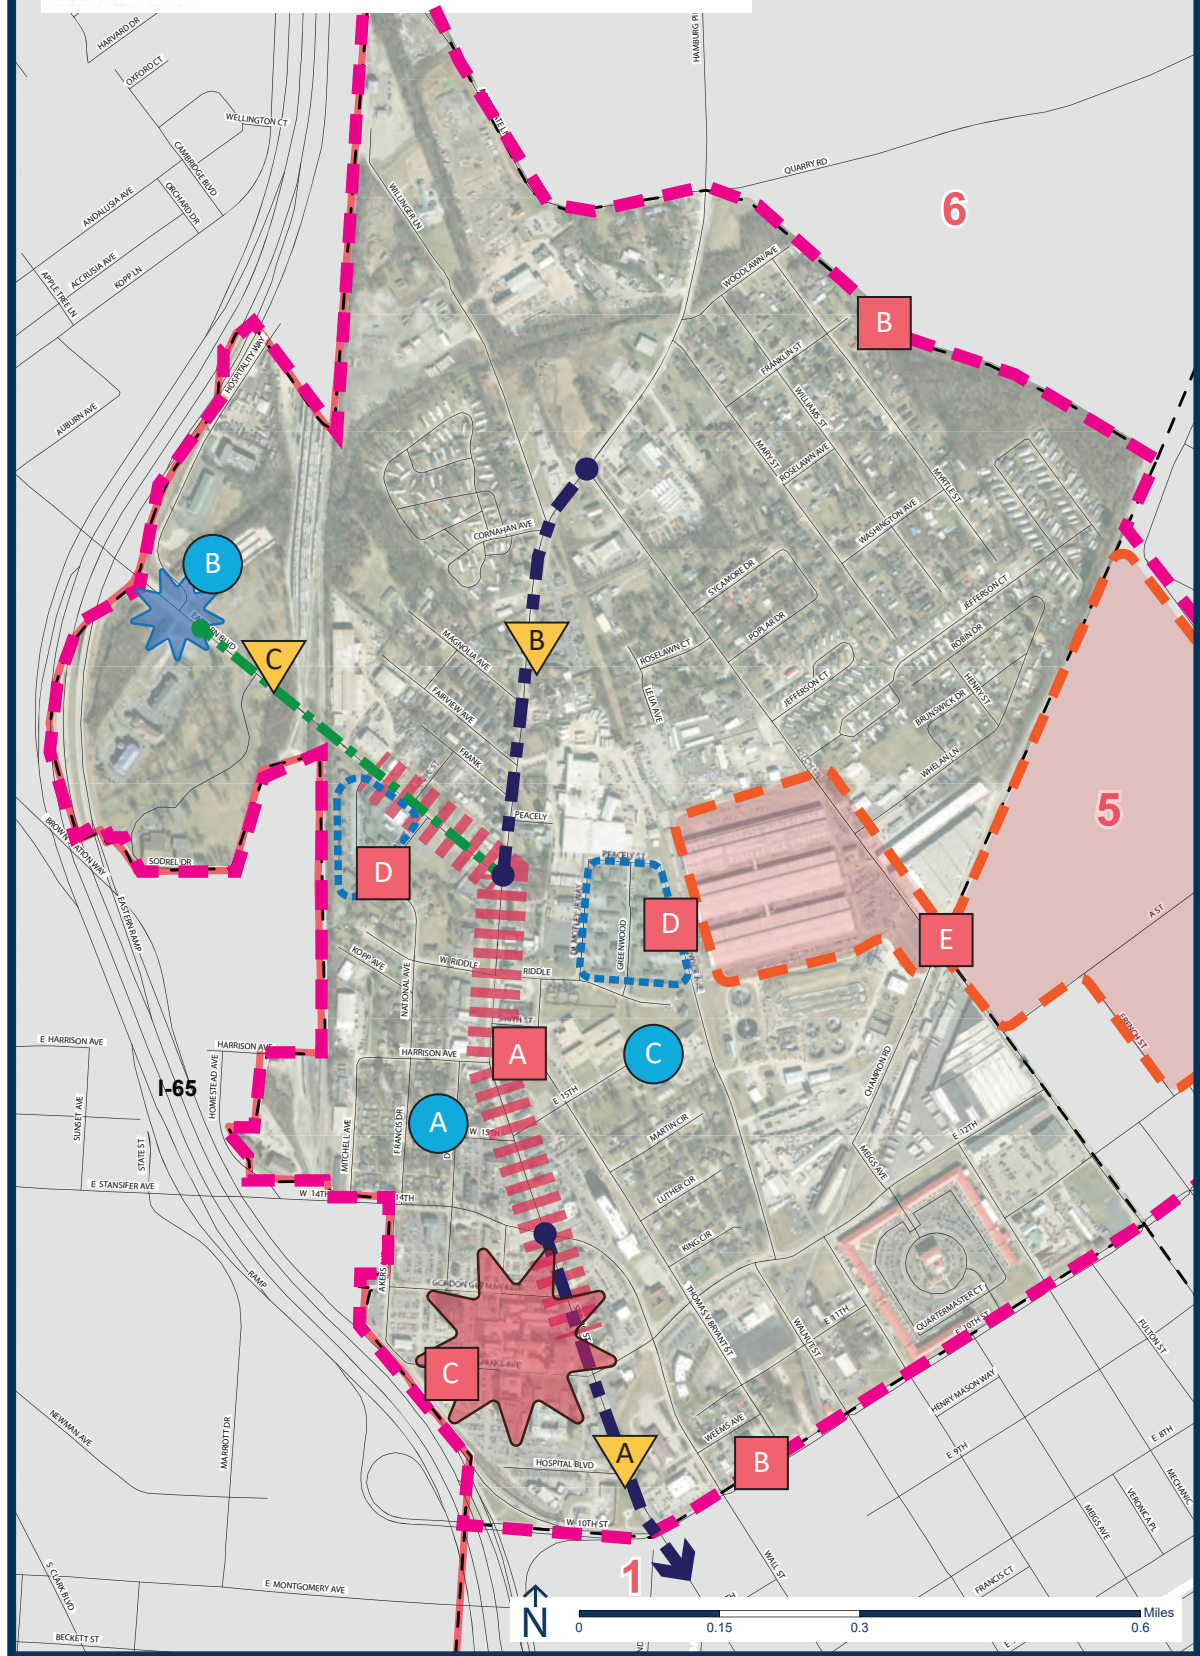 HARVARD DR
HAMBURG PI
OXFORD CT
WELLINGTON CT
CAMBRIDGE BLVD
QUARRY RD
ANDALUSIA AVE
ORCHARD DR
WILLINGER LN
6
ACCRUSIA AVE
KOPP LN
APPLE TREE LN
WOODLAWN AVE
B
HOSPITALITY WAY
FRANKLIN ST
AUBURN AVE
WILLIAMS ST
MARY ST
ROSELAWN AVE
MYRTLE ST
CORNAHAN AVE
WASHINGTON AVE
B
SYCAMORE DR
JEFFERSON CT
POPLAR DR
B
C
MAGNOLIA AVE
ROSELAWN CT
ROBIN DR
JEFFERSON CT
HENRY ST
FAIRVIEW AVE
LELIA AVE
BRUNSWICK DR
FRANK
WHELAN LN
PEACELY
5
BROWN STATION WAY
SODREL DR
PEACELY ST
D
D
GREENWOOD
A ST
E
EASTERN RAMP
KOPP AVE
W RIDDLE
RIDDLE
NATIONAL AVE
FRENCH ST
E HARRISON AVE
HARRISON AVE
HARRISON AVE
A
C
I-65
HOMESTEAD AVE
CHAMPION RD
SUNSET AVE
E 15TH
A
W 15TH
MARTIN CIR
E 12TH
STATE ST
MITCHELL AVE
FRANCIS DR
MEIGS AVE
E STANSIFER AVE
W 14TH
14TH
LUTHER CIR
KING CIR
RAMP
AKERS
QUARTERMASTER CT
THOMAS V BRYANT ST
WALNUT ST
E 11TH
E 10TH ST
FULTON ST
C
HENRY MASON WAY
NEWMAN AVE
MARRIOTT DR
WEEMS AVE
E 8TH
A
B
E 9TH
HOSPITAL BLVD
MECHANIC
VERONICA PL
W 10TH ST
MEIGS AVE
1
WALL ST
S CLARK BLVD
E MONTGOMERY AVE
FRANCIS CT
N
Miles
0
0.15
0.3
0.6
BECKETT ST